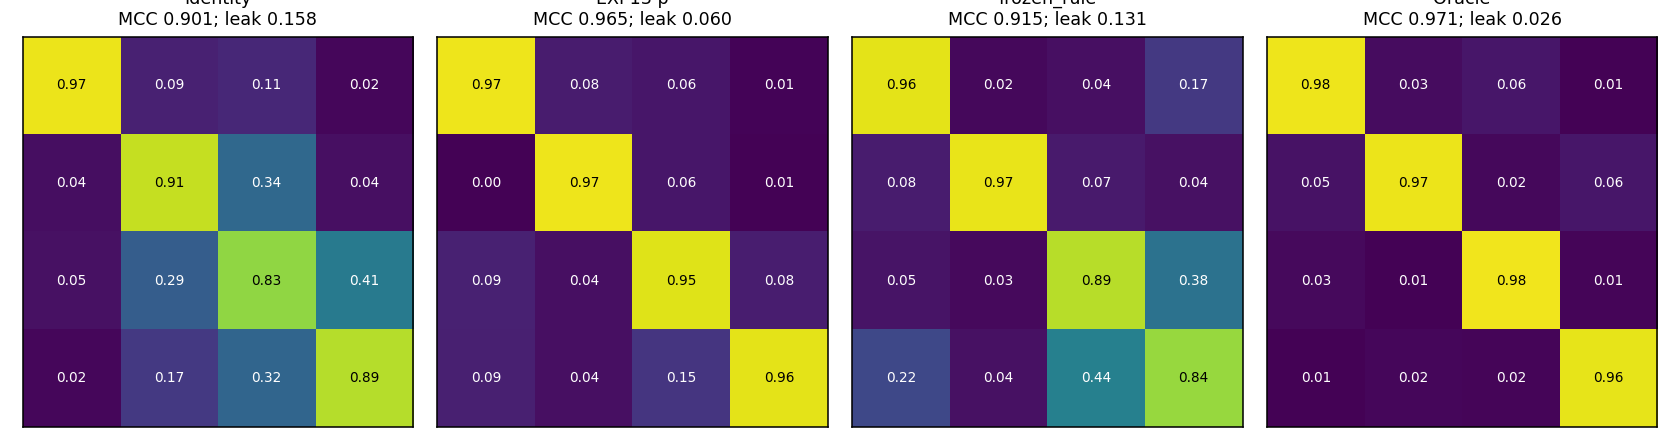 Identity EXP15 p frozen_rule Oracle
MCC 0.901; leak 0.158 MCC 0.965; leak 0.060 MCC 0.915; leak 0.131 MCC 0.971; leak 0.026
0.97 0.09 0.11 0.02 0.97 0.08 0.06 0.01 0.96 0.02 0.04 0.17 0.98 0.03 0.06 0.01
0.04 0.91 0.34 0.04 0.00 0.97 0.06 0.01 0.08 0.97 0.07 0.04 0.05 0.97 0.02 0.06
0.05 0.29 0.83 0.41 0.09 0.04 0.95 0.08 0.05 0.03 0.89 0.38 0.03 0.01 0.98 0.01
0.02 0.17 0.32 0.89 0.09 0.04 0.15 0.96 0.22 0.04 0.44 0.84 0.01 0.02 0.02 0.96